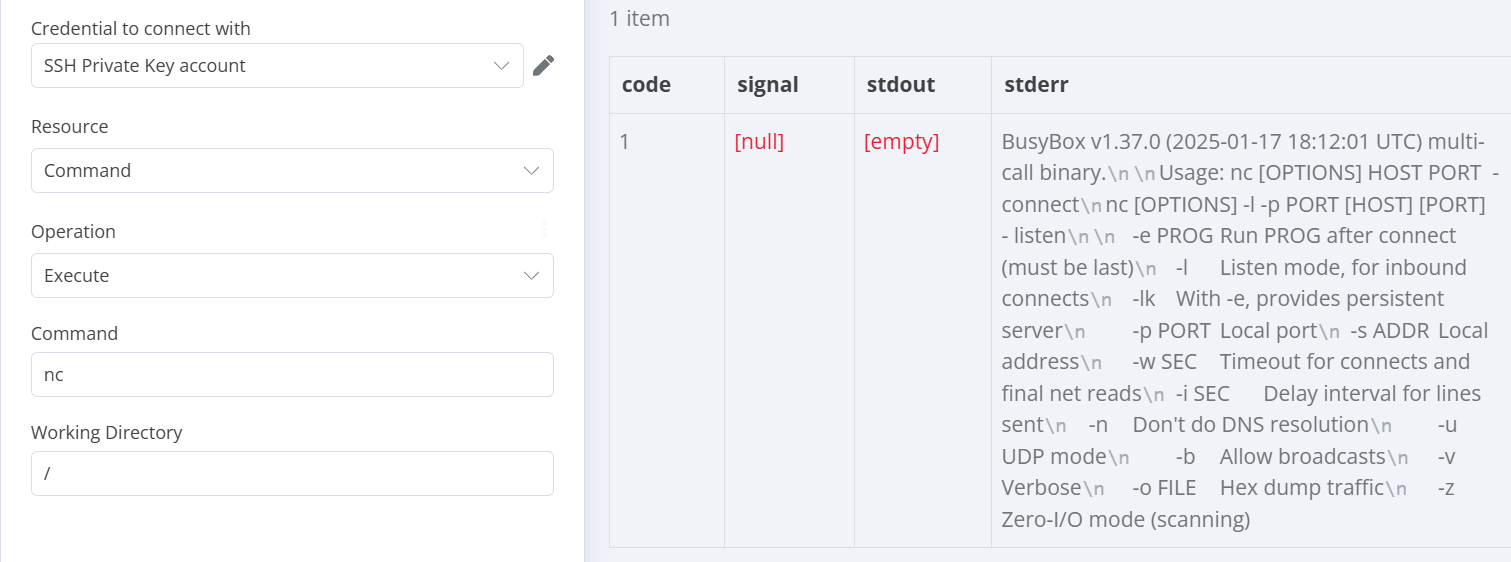 Credential to connect with
SSH Private Key account
Resource
Command
Operation
Execute
Command
nc
Working Directory
/
1 item
code signal stdout stderr
1 [null] [empty] BusyBox v1.37.0 (2025-01-17 18:12:01 UTC) multi-
call binary.\n\nUsage: nc [OPTIONS] HOST PORT  -
connect\nnc [OPTIONS] -l -p PORT [HOST] [PORT]
- listen\n\n -e PROG Run PROG after connect
(must be last)\n -l Listen mode, for inbound
connects\n -lk With -e, provides persistent
server\n -p PORT Local port\n -s ADDR Local
address\n -w SEC Timeout for connects and
final net reads\n -i SEC Delay interval for lines
sent\n -n Don't do DNS resolution\n -u
UDP mode\n -b Allow broadcasts\n -v
Verbose\n -o FILE Hex dump traffic\n -z
Zero-I/O mode (scanning)